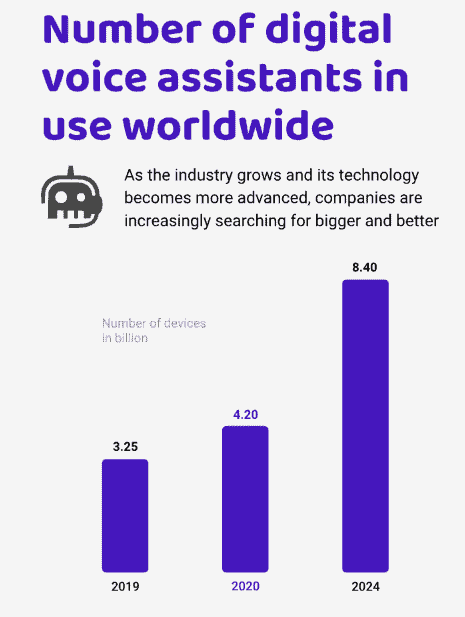 Number of digital
voice assistants in
use worldwide
As the industry grows and its technology
becomes more advanced, companies are
increasingly searching for bigger and better
8.40
Number of devices
in billion
4.20
3.25
2019
2020
2024